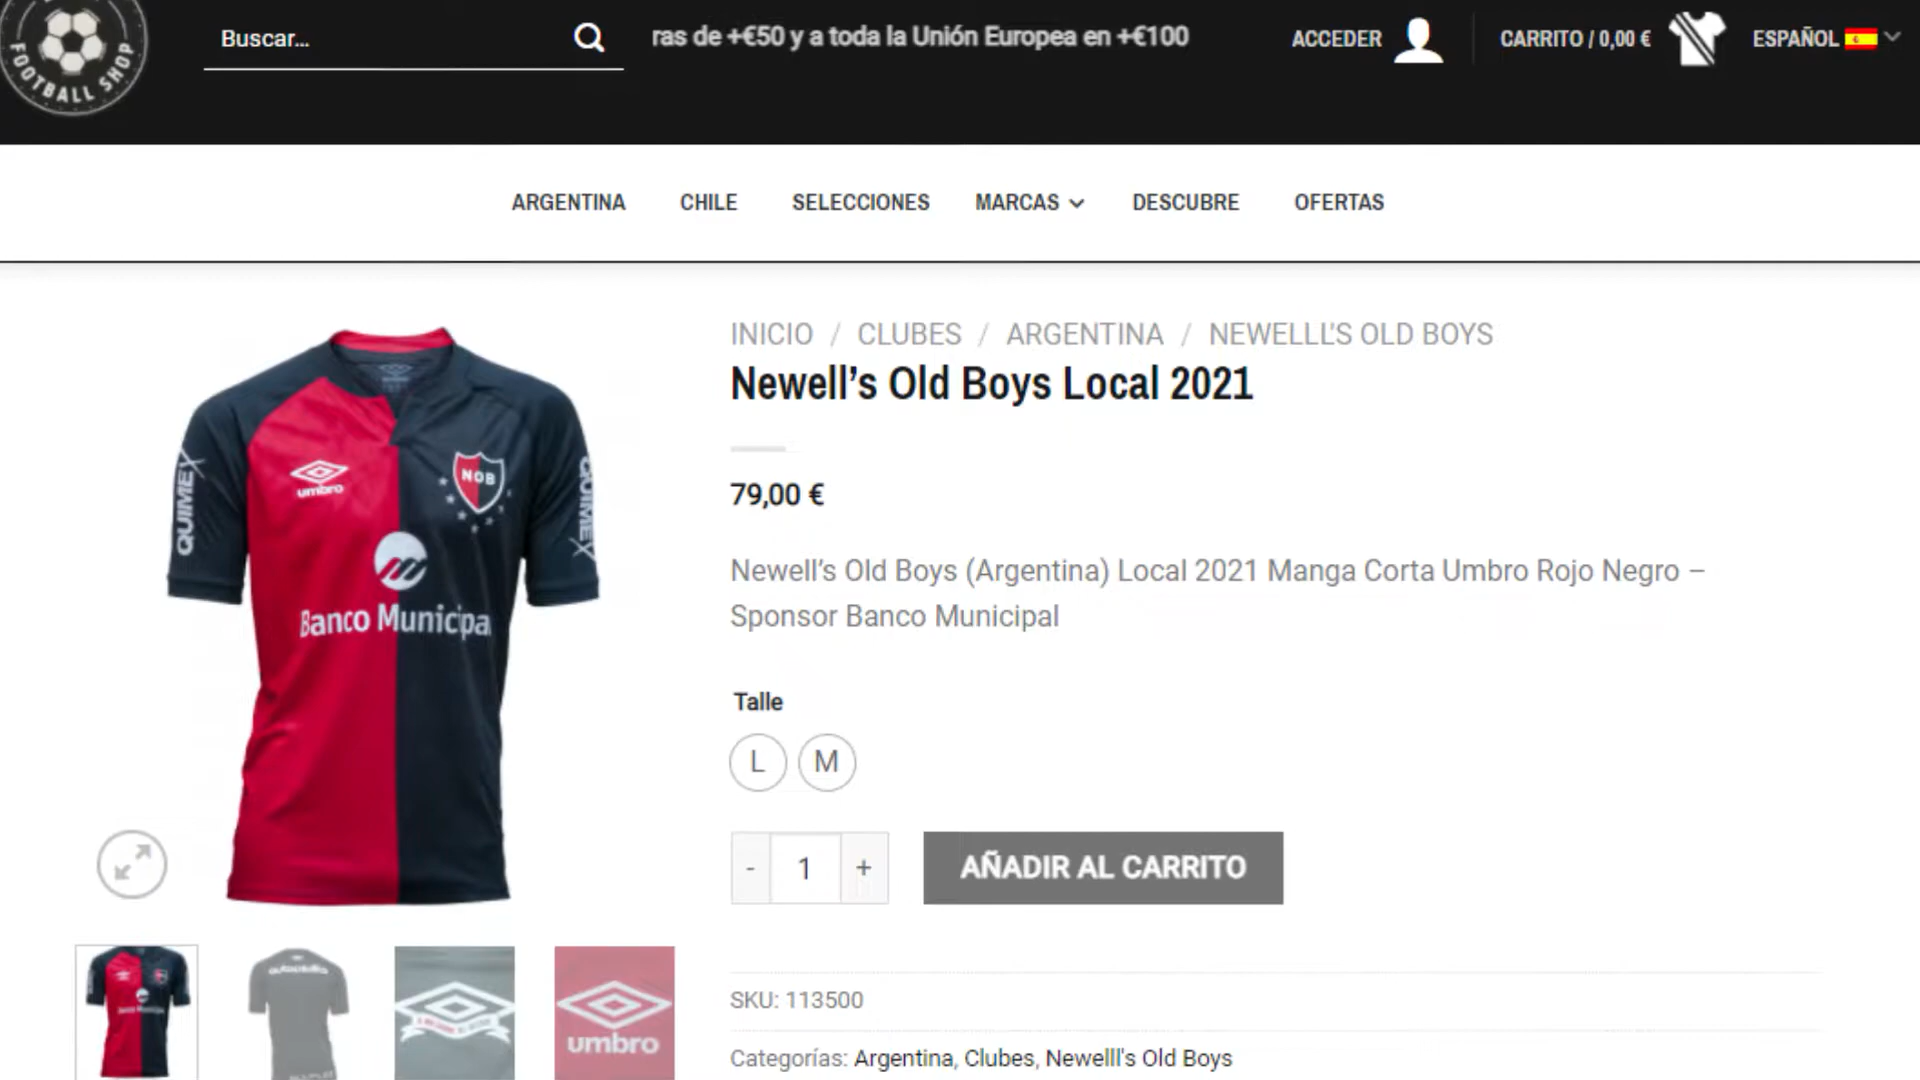 FOOTBALL SHOP
Buscar...
ras de +€50 y a toda la Unión Europea en +€100
ACCEDER
CARRITO / 0,00 €
ESPAÑOL
ARGENTINA
CHILE
SELECCIONES
MARCAS
DESCUBRE
OFERTAS
INICIO / CLUBES / ARGENTINA / NEWELLL'S OLD BOYS
Newell’s Old Boys Local 2021
79,00 €
Newell’s Old Boys (Argentina) Local 2021 Manga Corta Umbro Rojo Negro –
Sponsor Banco Municipal
Talle
L
M
- 1 +
AÑADIR AL CARRITO
SKU: 113500
Categorías: Argentina, Clubes, Newelll's Old Boys
umbro
NOB
QUIMEX
QUIMEX
Banco Municipa
umbro